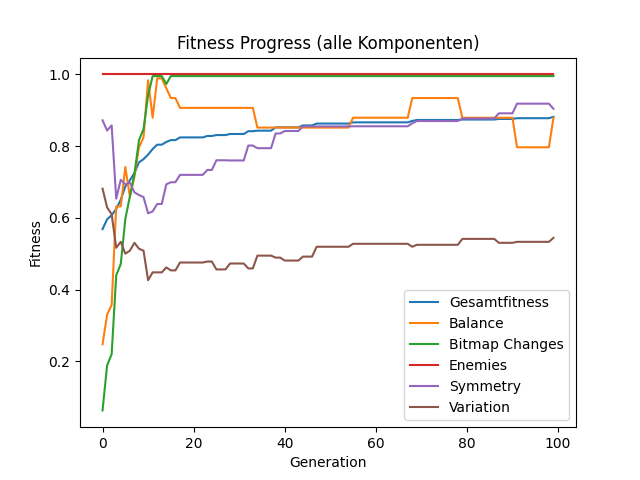 Fitness Progress (alle Komponenten)
1.0
0.8
0.6
0.4
0.2
Fitness
0 20 40 60 80 100
Generation
Gesamtfitness
Balance
Bitmap Changes
Enemies
Symmetry
Variation